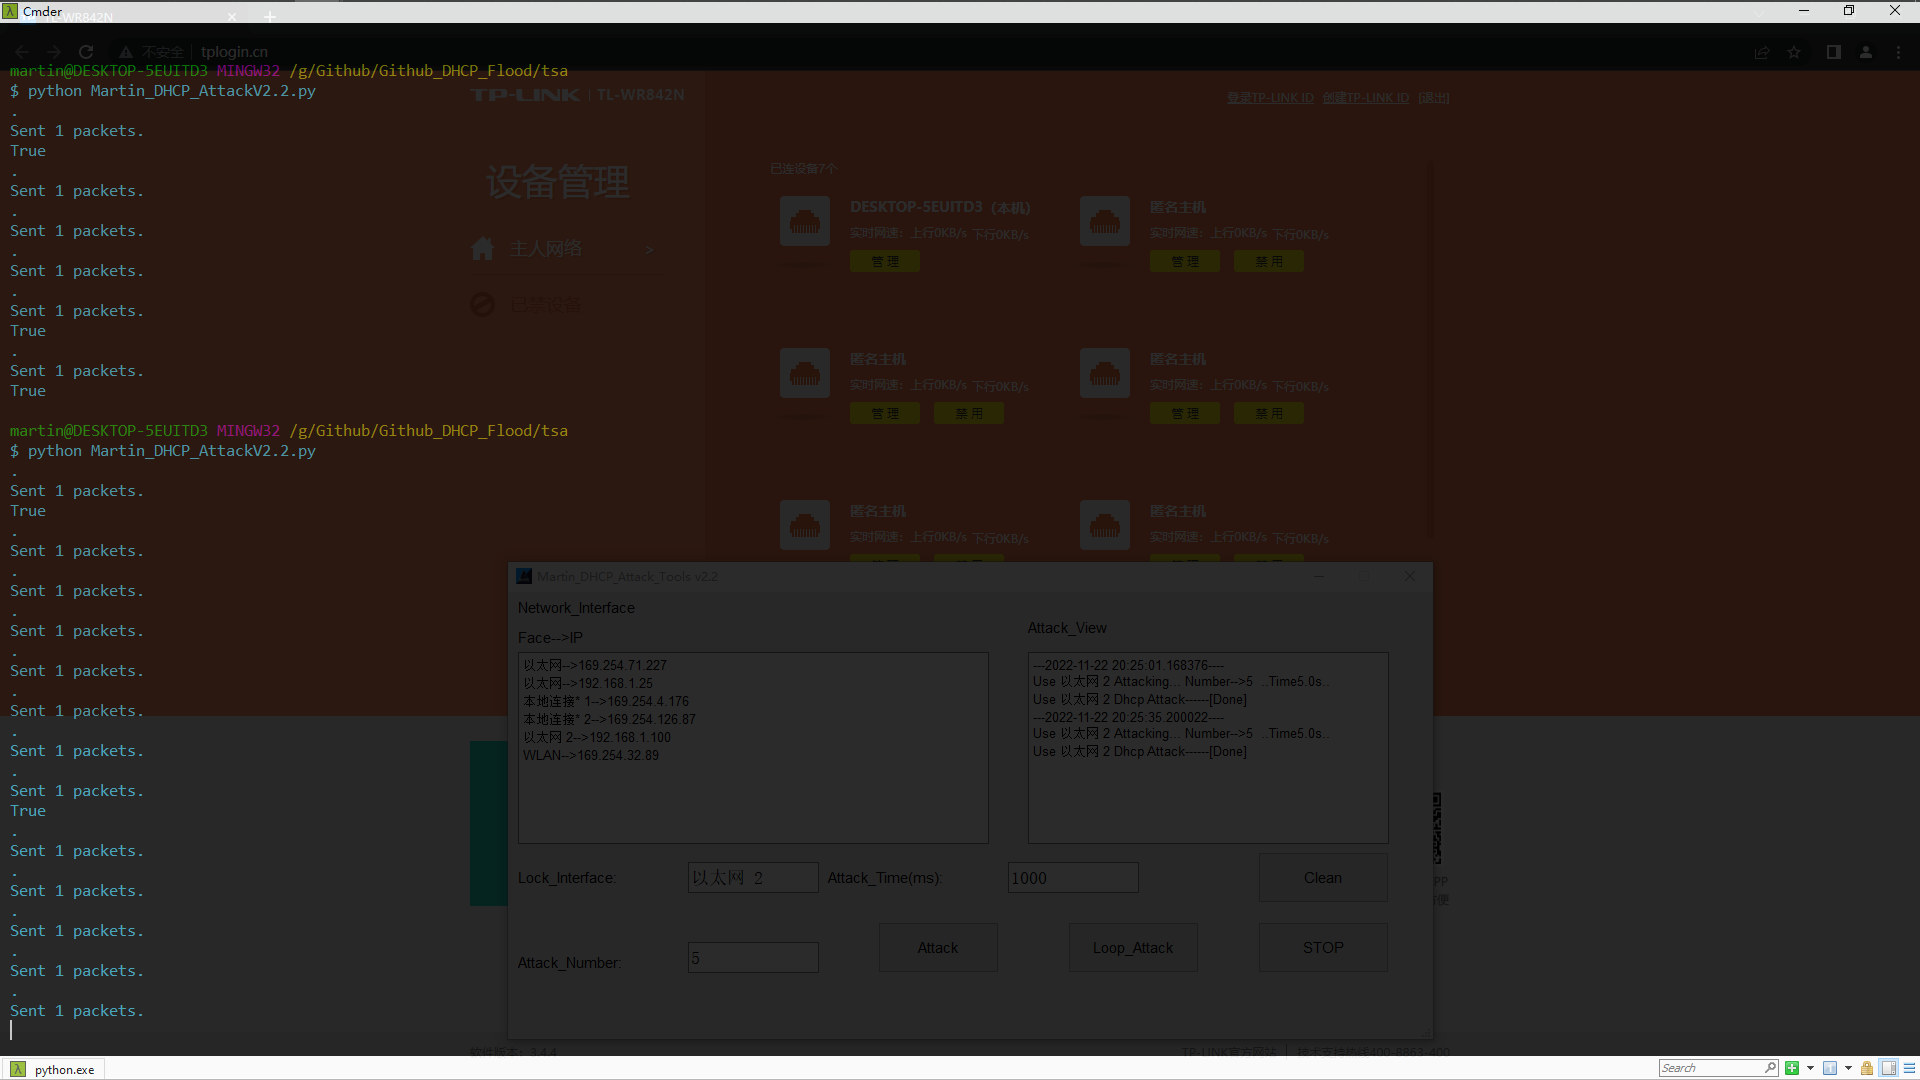 Cmder
TL-WR842N
不安全 tplogin.cn
martin@DESKTOP-5EUITD3 MINGW32 /g/Github/Github_DHCP_Flood/tsa
$ python Martin_DHCP_AttackV2.2.py
.
Sent 1 packets.
True
.
Sent 1 packets.
.
Sent 1 packets.
.
Sent 1 packets.
.
Sent 1 packets.
True
.
Sent 1 packets.
True
martin@DESKTOP-5EUITD3 MINGW32 /g/Github/Github_DHCP_Flood/tsa
$ python Martin_DHCP_AttackV2.2.py
.
Sent 1 packets.
True
.
Sent 1 packets.
.
Sent 1 packets.
.
Sent 1 packets.
.
Sent 1 packets.
.
Sent 1 packets.
.
Sent 1 packets.
.
Sent 1 packets.
True
.
Sent 1 packets.
.
Sent 1 packets.
.
Sent 1 packets.
.
Sent 1 packets.
.
Sent 1 packets.
TP-LINK | TL-WR842N
登录TP-LINK ID 创建TP-LINK ID [退出]
设备管理
主人网络 >
已禁设备
已连设备7个
DESKTOP-5EUITD3 (本机)
实时网速: 上行0KB/s 下行0KB/s
管 理
匿名主机
实时网速: 上行0KB/s 下行0KB/s
管 理 禁 用
匿名主机
实时网速: 上行0KB/s 下行0KB/s
管 理 禁 用
匿名主机
实时网速: 上行0KB/s 下行0KB/s
管 理 禁 用
匿名主机
实时网速: 上行0KB/s 下行0KB/s
匿名主机
实时网速: 上行0KB/s 下行0KB/s
Martin_DHCP_Attack_Tools v2.2
Network_Interface
Face-->IP
以太网-->169.254.71.227
以太网-->192.168.1.25
本地连接* 1-->169.254.4.176
本地连接* 2-->169.254.126.87
以太网 2-->192.168.1.100
WLAN-->169.254.32.89
Attack_View
---2022-11-22 20:25:01.168376----
Use 以太网 2 Attacking... Number-->5 ..Time5.0s..
Use 以太网 2 Dhcp Attack------[Done]
---2022-11-22 20:25:35.200022----
Use 以太网 2 Attacking... Number-->5 ..Time5.0s..
Use 以太网 2 Dhcp Attack------[Done]
Lock_Interface: 以太网 2 Attack_Time(ms): 1000 Clean
Attack_Number: 5 Attack Loop_Attack STOP
软件版本: 3.4.4 TP-LINK官方网站 技术支持热线400-8863-400
python.exe
Search